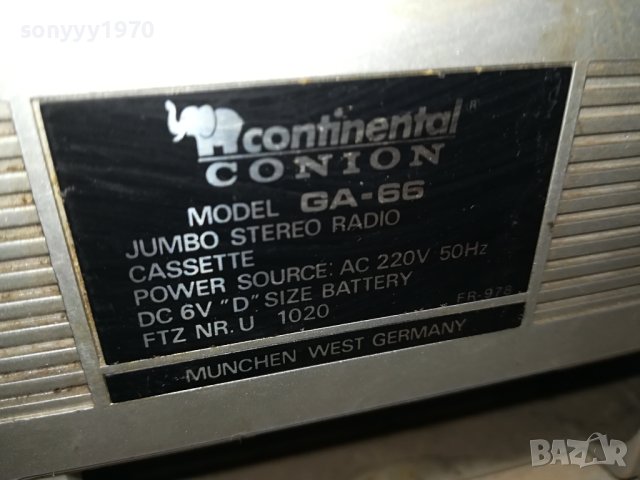 sonyyy1970
continental ®
CONION
MODEL GA-66
JUMBO STEREO RADIO
CASSETTE
POWER SOURCE: AC 220V 50Hz
DC 6V "D" SIZE BATTERY
FTZ NR. U 1020
FR-978
MUNCHEN WEST GERMANY
BAZAR